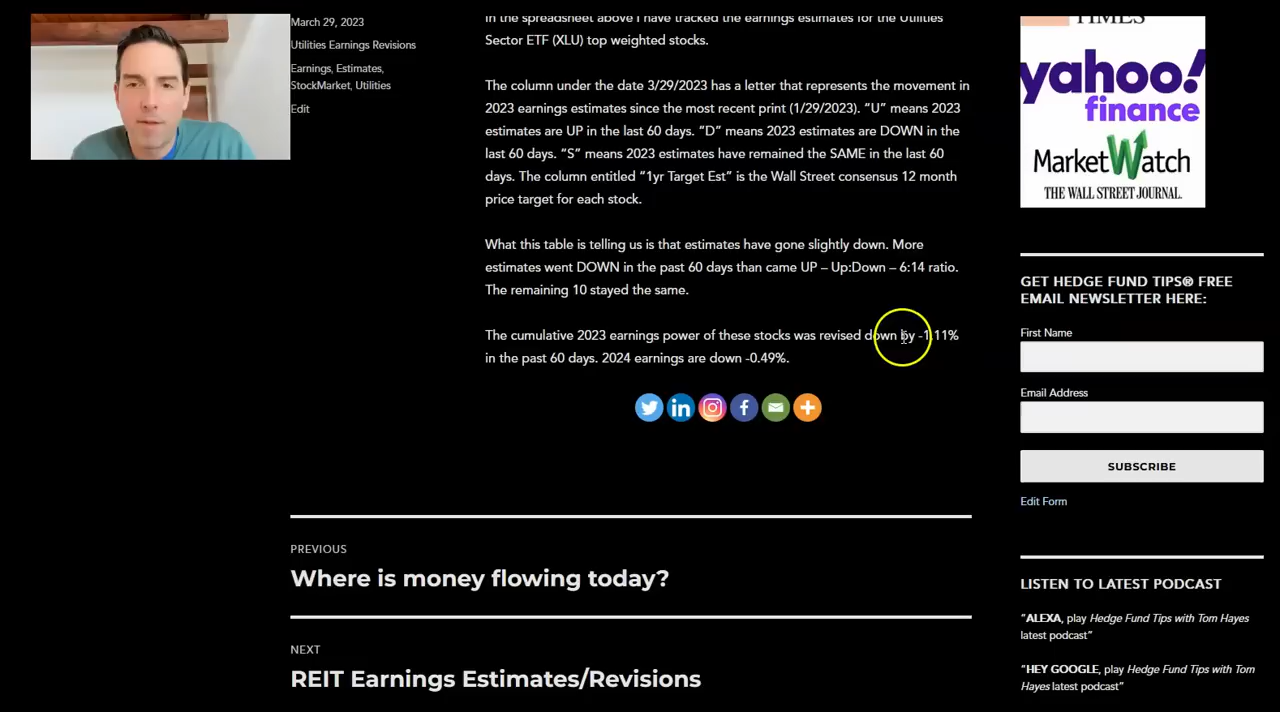 March 29, 2023
Utilities Earnings Revisions
Earnings, Estimates,
StockMarket, Utilities
Edit
In the spreadsheet above I have tracked the earnings estimates for the Utilities
Sector ETF (XLU) top weighted stocks.
The column under the date 3/29/2023 has a letter that represents the movement in
2023 earnings estimates since the most recent print (1/29/2023). “U” means 2023
estimates are UP in the last 60 days. “D” means 2023 estimates are DOWN in the
last 60 days. “S” means 2023 estimates have remained the SAME in the last 60
days. The column entitled “1yr Target Est” is the Wall Street consensus 12 month
price target for each stock.
What this table is telling us is that estimates have gone slightly down. More
estimates went DOWN in the past 60 days than came UP – Up:Down – 6:14 ratio.
The remaining 10 stayed the same.
The cumulative 2023 earnings power of these stocks was revised down by -1.11%
in the past 60 days. 2024 earnings are down -0.49%.
PREVIOUS
Where is money flowing today?
NEXT
REIT Earnings Estimates/Revisions
TIMES
yahoo!
finance
MarketWatch
THE WALL STREET JOURNAL.
GET HEDGE FUND TIPS® FREE
EMAIL NEWSLETTER HERE:
First Name
Email Address
SUBSCRIBE
Edit Form
LISTEN TO LATEST PODCAST
“ALEXA, play Hedge Fund Tips with Tom Hayes
latest podcast”
“HEY GOOGLE, play Hedge Fund Tips with Tom
Hayes latest podcast”